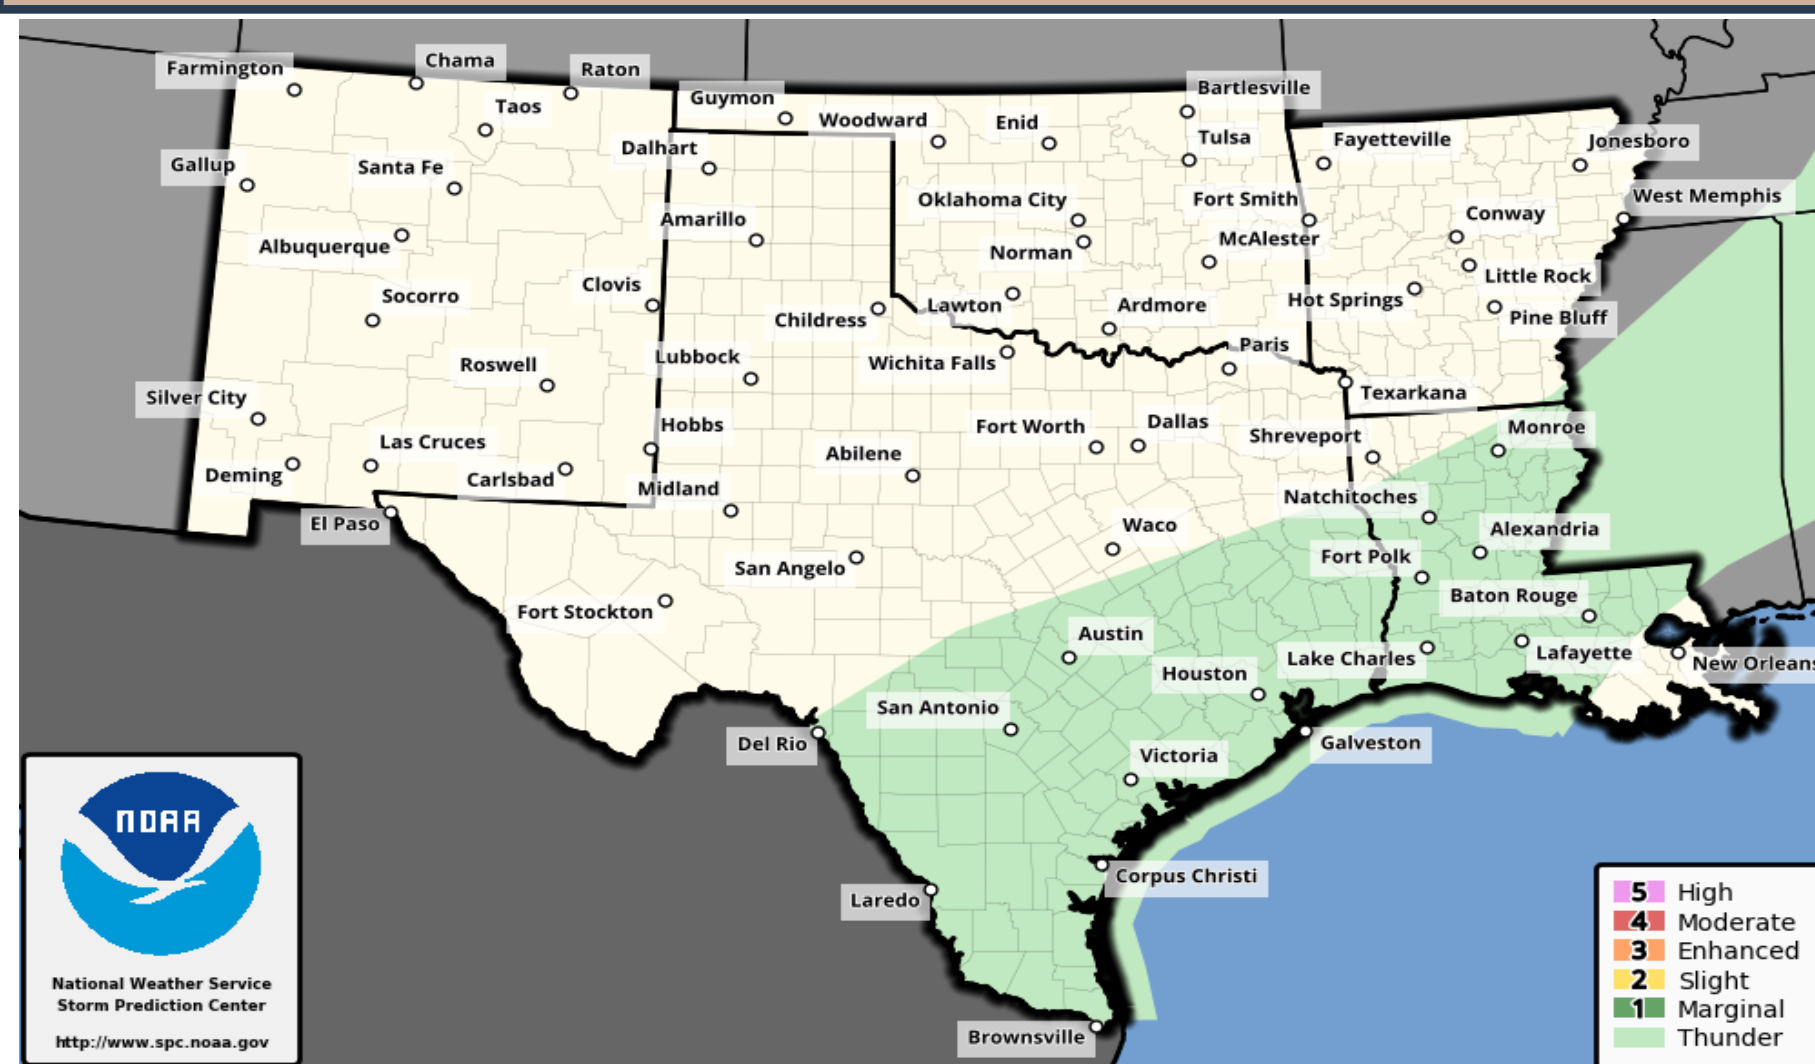 Farmington
Chama
Raton
Guymon
Bartlesville
Taos
Woodward
Enid
Tulsa
Fayetteville
Jonesboro
Gallup
Santa Fe
Dalhart
West Memphis
Amarillo
Oklahoma City
Fort Smith
Conway
Albuquerque
Norman
McAlester
Little Rock
Socorro
Clovis
Childress
Lawton
Ardmore
Hot Springs
Pine Bluff
Roswell
Lubbock
Wichita Falls
Paris
Silver City
Texarkana
Las Cruces
Hobbs
Abilene
Fort Worth
Dallas
Shreveport
Monroe
Deming
Carlsbad
Midland
Natchitoches
El Paso
San Angelo
Waco
Fort Polk
Alexandria
Fort Stockton
Austin
Baton Rouge
Houston
Lake Charles
Lafayette
New Orleans
Del Rio
San Antonio
Victoria
Galveston
Laredo
Corpus Christi
Brownsville
NOAA
National Weather Service
Storm Prediction Center
http://www.spc.noaa.gov
5 High
4 Moderate
3 Enhanced
2 Slight
1 Marginal
Thunder